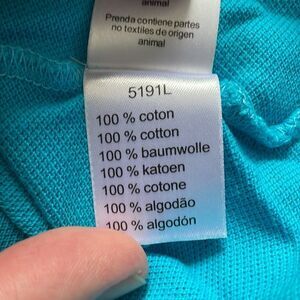 animal
Prenda contiene partes
no textiles de origen
animal
5191L
100 % coton
100 % cotton
100 % baumwolle
100 % katoen
100 % cotone
100 % algodão
100 % algodón